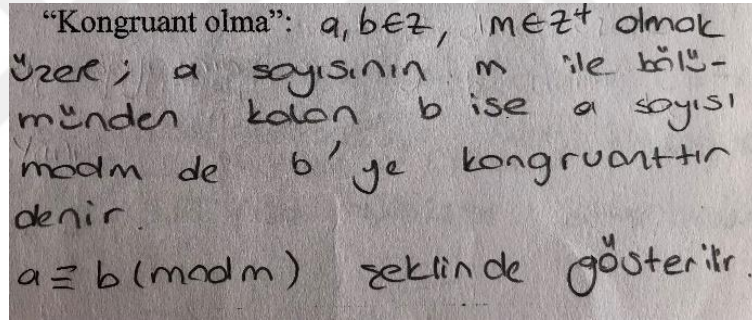 “Kongruant olma”: a, b∈Z, m∈Z⁺ olmak
üzere; a sayısının m ile bölü-
münden kalan b ise a sayısı
modm de b'ye kongruanttır
denir.
a ≡ b (modm) şeklinde gösterilir.